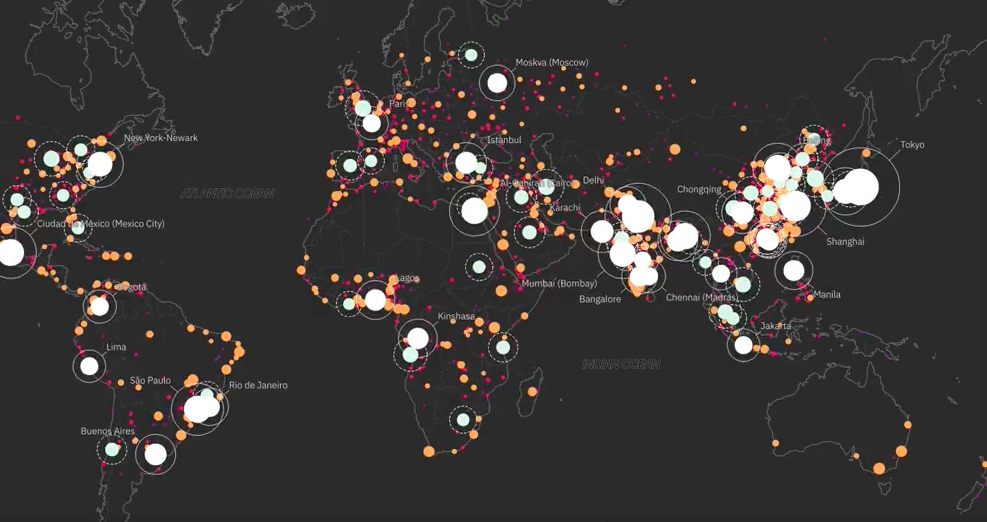 Moskva (Moscow)
Paris
New York-Newark
Istanbul
Beijing
Tokyo
ATLANTIC OCEAN
Al-Qahirah (Cairo)
Delhi
Chongqing
Karachi
Ciudad de México (Mexico City)
Shanghai
Lagos
Mumbai (Bombay)
Bogotá
Bangalore
Chennai (Madras)
Manila
Kinshasa
Jakarta
Lima
INDIAN OCEAN
São Paulo
Rio de Janeiro
Buenos Aires